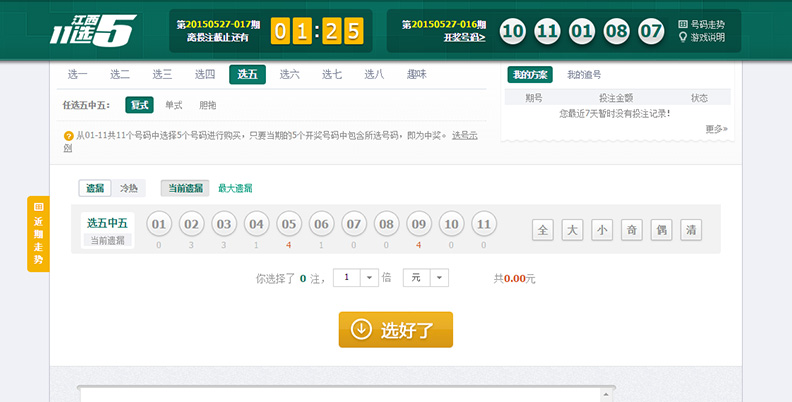 江西
11选5
第20150527-017期
离投注截止还有
01:25
第20150527-016期
开奖号码≥
10 11 01 08 07
号码走势
游戏说明
选一 选二 选三 选四 选五 选六 选七 选八 趣味
任选五中五: 复式 单式 胆拖
从01-11共11个号码中选择5个号码进行购买，只要当期的5个开奖号码中包含所选号码，即为中奖。 选号示
例
我的方案 我的追号
期号 投注金额 状态
您最近7天暂时没有投注记录!
更多»
近期走势
遗漏 冷热 当前遗漏 最大遗漏
选五中五 01 02 03 04 05 06 07 08 09 10 11 全 大 小 奇 偶 清
当前遗漏 0 3 3 1 4 1 0 0 4 0 0
你选择了 0 注, 1 倍 元 共0.00元
选好了